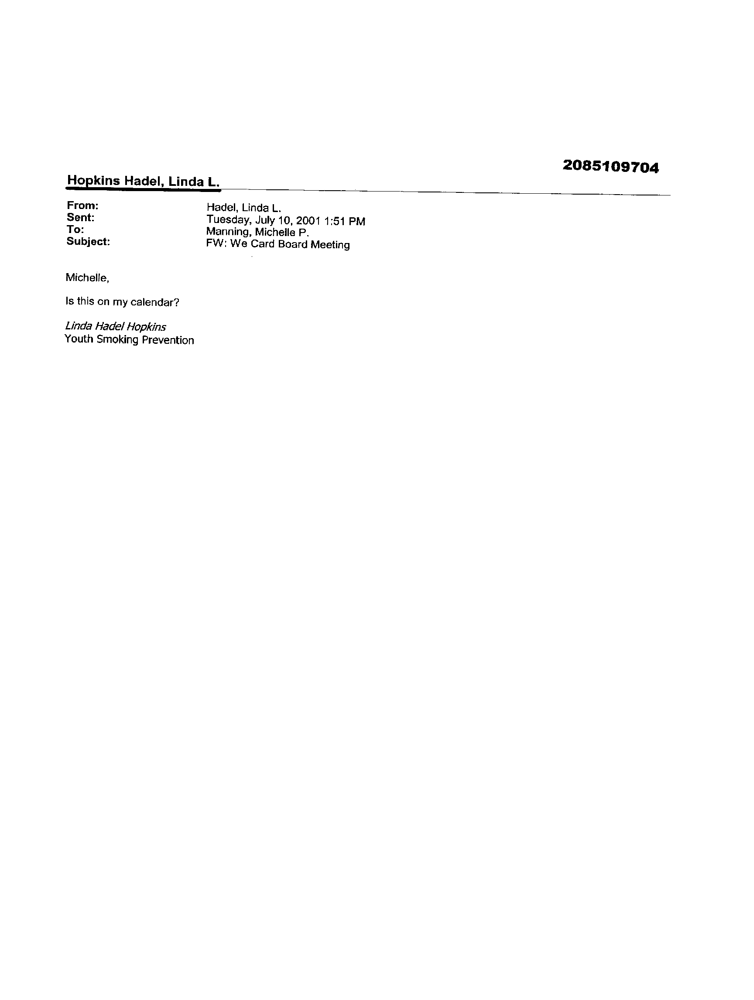 2085109704
Hopkins Hadel, Linda L.
From: Hadel, Linda L.
Sent: Tuesday, July 10, 2001 1:51 PM
To: Manning, Michelle P.
Subject: FW: We Card Board Meeting
Michelle,
Is this on my calendar?
Linda Hadel Hopkins
Youth Smoking Prevention